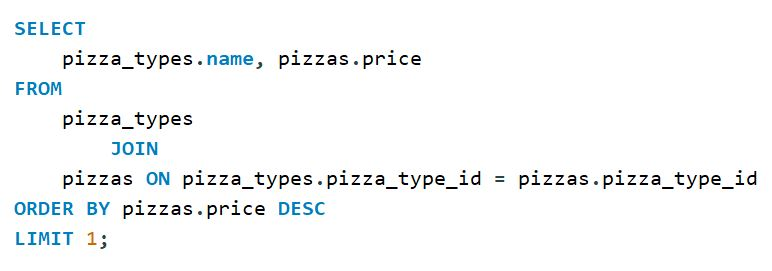 SELECT
    pizza_types.name, pizzas.price
FROM
    pizza_types
        JOIN
    pizzas ON pizza_types.pizza_type_id = pizzas.pizza_type_id
ORDER BY pizzas.price DESC
LIMIT 1;